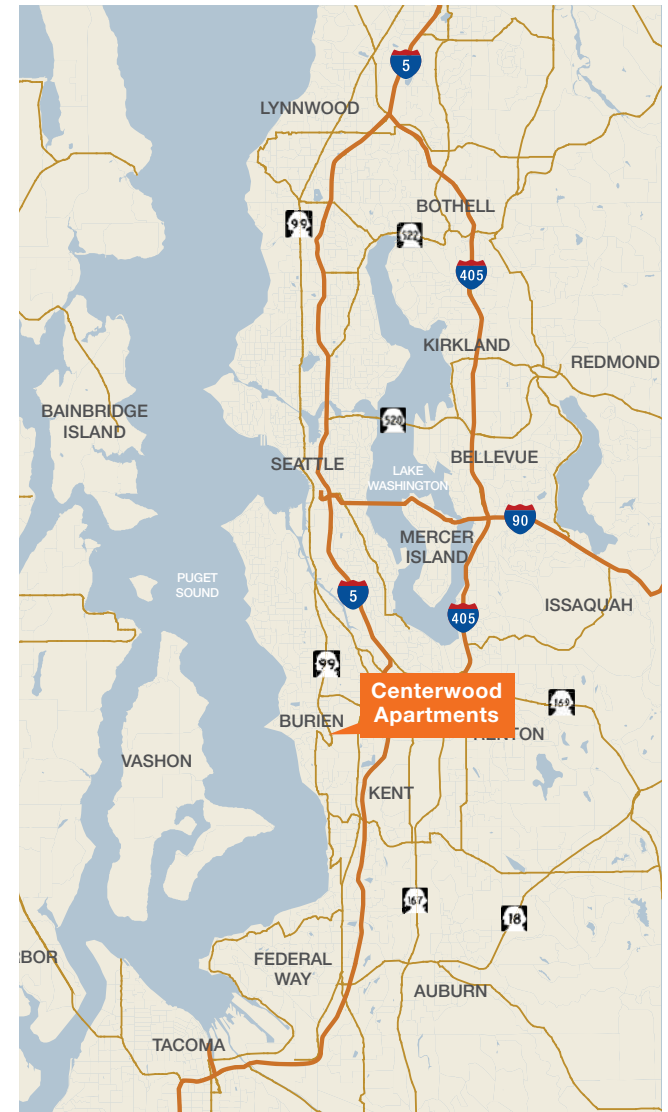 5
LYNNWOOD
BOTHELL
99
522
405
KIRKLAND
REDMOND
BAINBRIDGE
ISLAND
520
SEATTLE
BELLEVUE
LAKE
WASHINGTON
90
MERCER
ISLAND
PUGET
SOUND
5
ISSAQUAH
405
99
Centerwood
Apartments
169
BURIEN
VASHON
KENT
167
18
BOR
FEDERAL
WAY
AUBURN
TACOMA